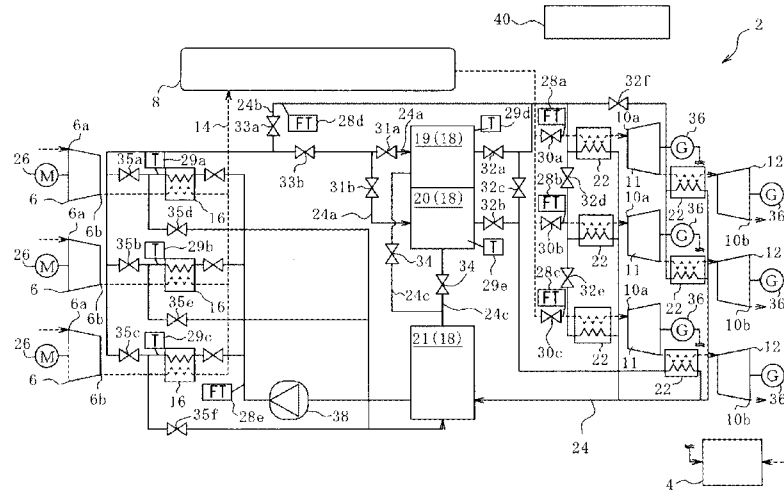 40
2
8
24b
FT
28d
31a
24a
T
29d
28a
FT
32f
36
10a
G
14
33a
19(18)
32a
30a
12
6a
35a
T
29a
33b
31b
32c
22
11
22
M
26
6
6b
16
20(18)
28b
FT
32d
10a
36
G
10b
G
36
35d
24a
32b
30b
12
6a
35b
T
29b
34
34
T
29e
28c
FT
32e
22
11
22
M
26
6
6b
16
24c
24c
10a
36
G
10b
G
36
35e
30c
12
6a
35c
T
29c
21(18)
22
11
22
M
26
6
6b
16
FT
28e
38
G
36
10b
35f
24
4